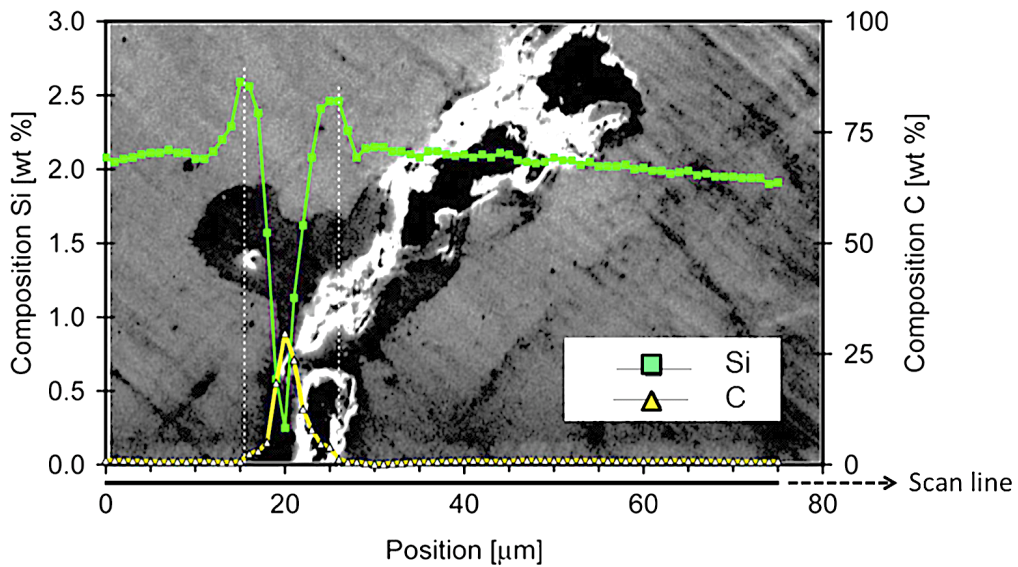 Composition Si [wt %]
3.0
2.5
2.0
1.5
1.0
0.5
0.0
100
75
50
25
0
Composition C [wt %]
Si
C
Scan line
0
20
40
60
80
Position [μm]